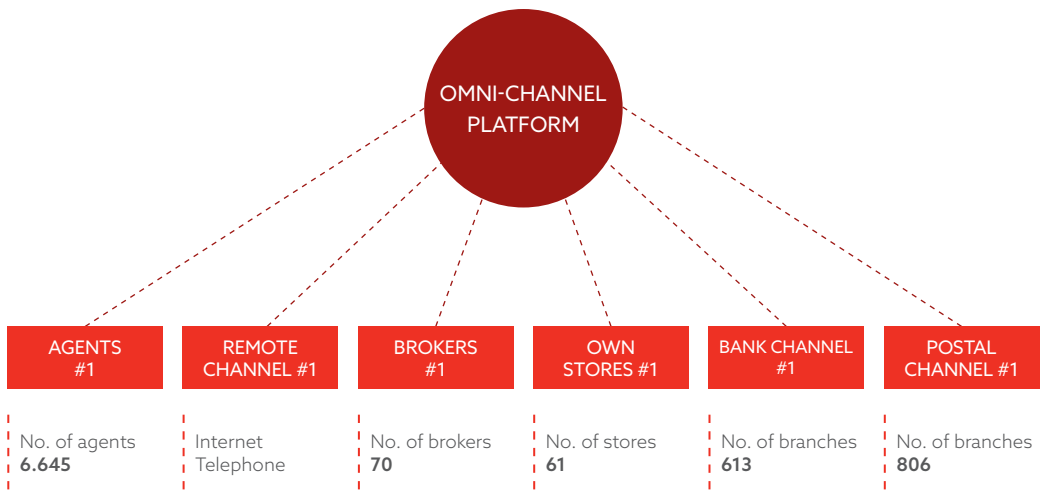 OMNI-CHANNEL
PLATFORM
AGENTS
#1
REMOTE
CHANNEL #1
BROKERS
#1
OWN
STORES #1
BANK CHANNEL
#1
POSTAL
CHANNEL #1
No. of agents
6.645
Internet
Telephone
No. of brokers
70
No. of stores
61
No. of branches
613
No. of branches
806